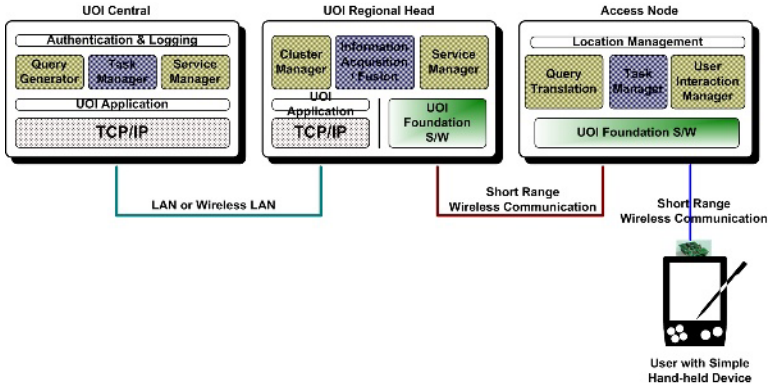 UOI Central
Authentication & Logging
Query
Generator
Task
Manager
Service
Manager
UOI Application
TCP/IP
UOI Regional Head
Cluster
Manager
Information
Acquisition
/ Fusion
Service
Manager
UOI
Application
TCP/IP
UOI
Foundation
S/W
Access Node
Location Management
Query
Translation
Task
Manager
User
Interaction
Manager
UOI Foundation S/W
LAN or Wireless LAN
Short Range
Wireless Communication
Short Range
Wireless Communication
User with Simple
Hand-held Device